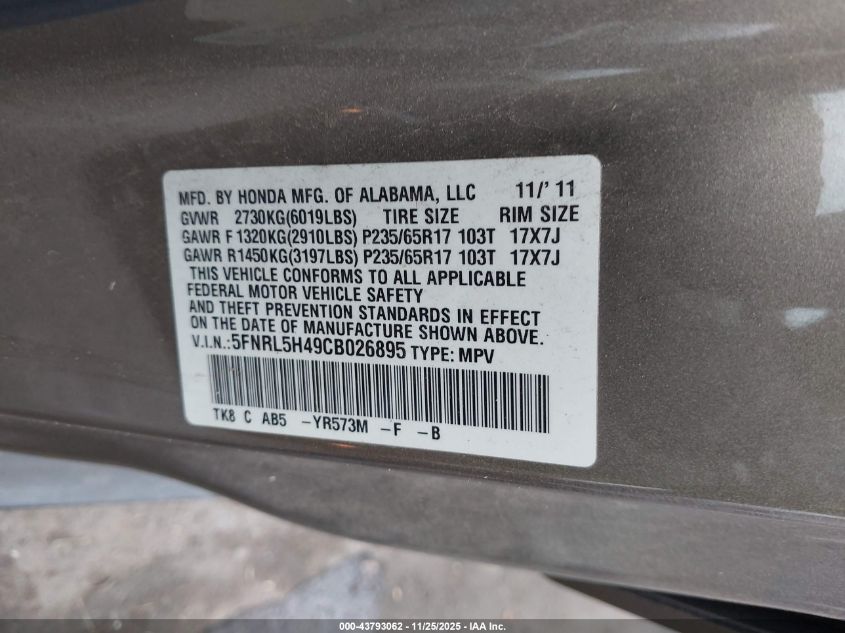 MFD. BY HONDA MFG. OF ALABAMA, LLC 11/' 11
GVWR 2730KG(6019LBS) TIRE SIZE RIM SIZE
GAWR F 1320KG(2910LBS) P235/65R17 103T 17X7J
GAWR R1450KG(3197LBS) P235/65R17 103T 17X7J
THIS VEHICLE CONFORMS TO ALL APPLICABLE
FEDERAL MOTOR VEHICLE SAFETY
AND THEFT PREVENTION STANDARDS IN EFFECT
ON THE DATE OF MANUFACTURE SHOWN ABOVE.
V.I.N.:5FNRL5H49CB026895 TYPE: MPV
TK8 C AB5 -YR573M -F -B
000-43793062 - 11/25/2025 - IAA Inc.